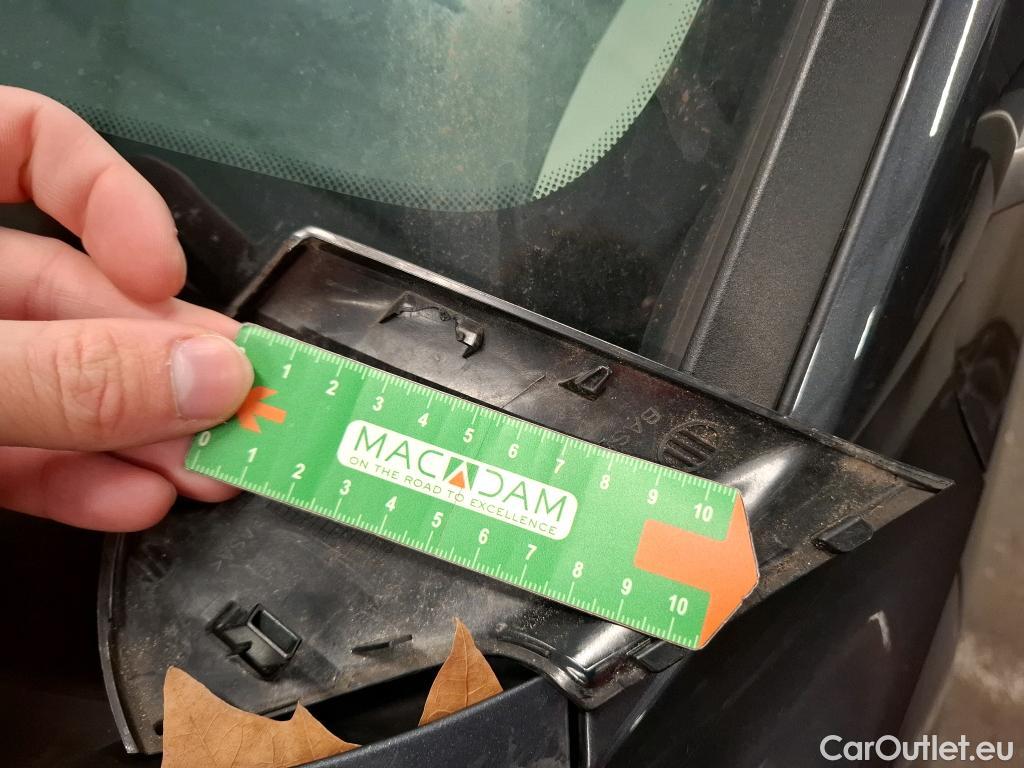 1 2 3 4 5 6 7 8 9 10
MACADAM
ON THE ROAD TO EXCELLENCE
0 1 2 3 4 5 6 7 8 9 10
CarOutlet.eu